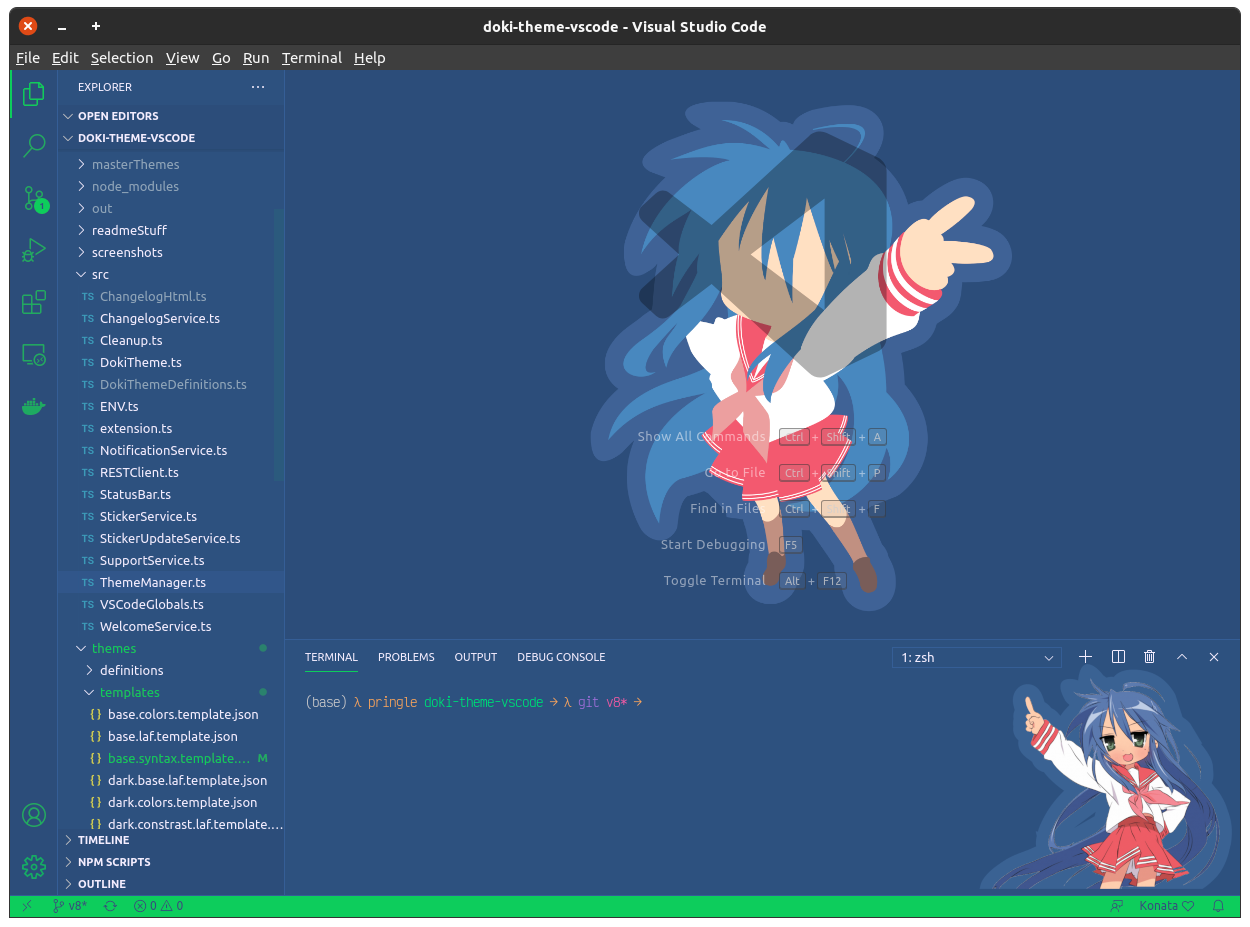 doki-theme-vscode - Visual Studio Code
File Edit Selection View Go Run Terminal Help
EXPLORER
OPEN EDITORS
DOKI-THEME-VSCODE
masterThemes
node_modules
out
readmeStuff
screenshots
src
TS ChangelogHtml.ts
TS ChangelogService.ts
TS Cleanup.ts
TS DokiTheme.ts
TS DokiThemeDefinitions.ts
TS ENV.ts
TS extension.ts
TS NotificationService.ts
TS RESTClient.ts
TS StatusBar.ts
TS StickerService.ts
TS StickerUpdateService.ts
TS SupportService.ts
TS ThemeManager.ts
TS VSCodeGlobals.ts
TS WelcomeService.ts
themes
definitions
templates
{} base.colors.template.json
{} base.laf.template.json
{} base.syntax.template.... M
{} dark.base.laf.template.json
{} dark.colors.template.json
{} dark.constrast.laf.template....
TIMELINE
NPM SCRIPTS
OUTLINE
1
Show All Commands Ctrl + Shift + A
Go to File Ctrl + Shift + P
Find in Files Ctrl + Shift + F
Start Debugging F5
Toggle Terminal Alt + F12
TERMINAL PROBLEMS OUTPUT DEBUG CONSOLE 1: zsh
(base) λ pringle doki-theme-vscode → λ git v8* →
v8* 0 0 Konata ♡